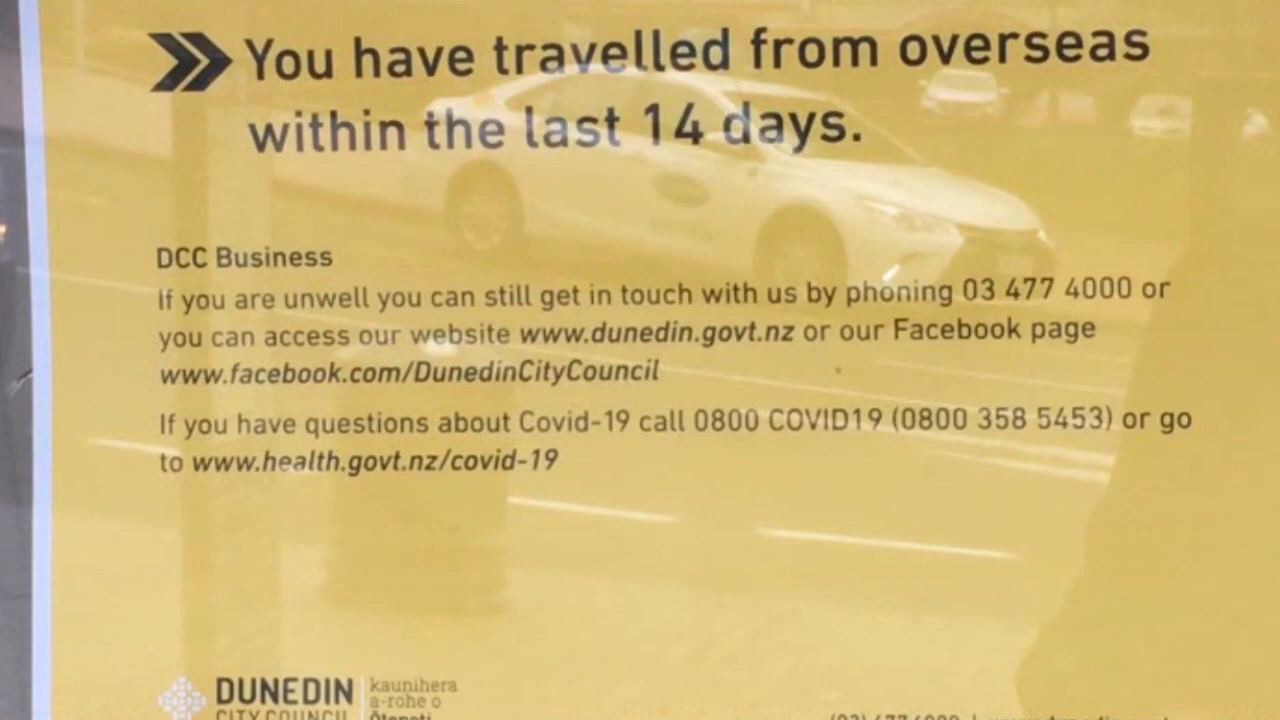 You have travelled from overseas
within the last 14 days.
DCC Business
If you are unwell you can still get in touch with us by phoning 03 477 4000 or
you can access our website www.dunedin.govt.nz or our Facebook page
www.facebook.com/DunedinCityCouncil
If you have questions about Covid-19 call 0800 COVID19 (0800 358 5453) or go
to www.health.govt.nz/covid-19
DUNEDIN
CITY COUNCIL
kaunihera
a-rohe o
Ōtepoti